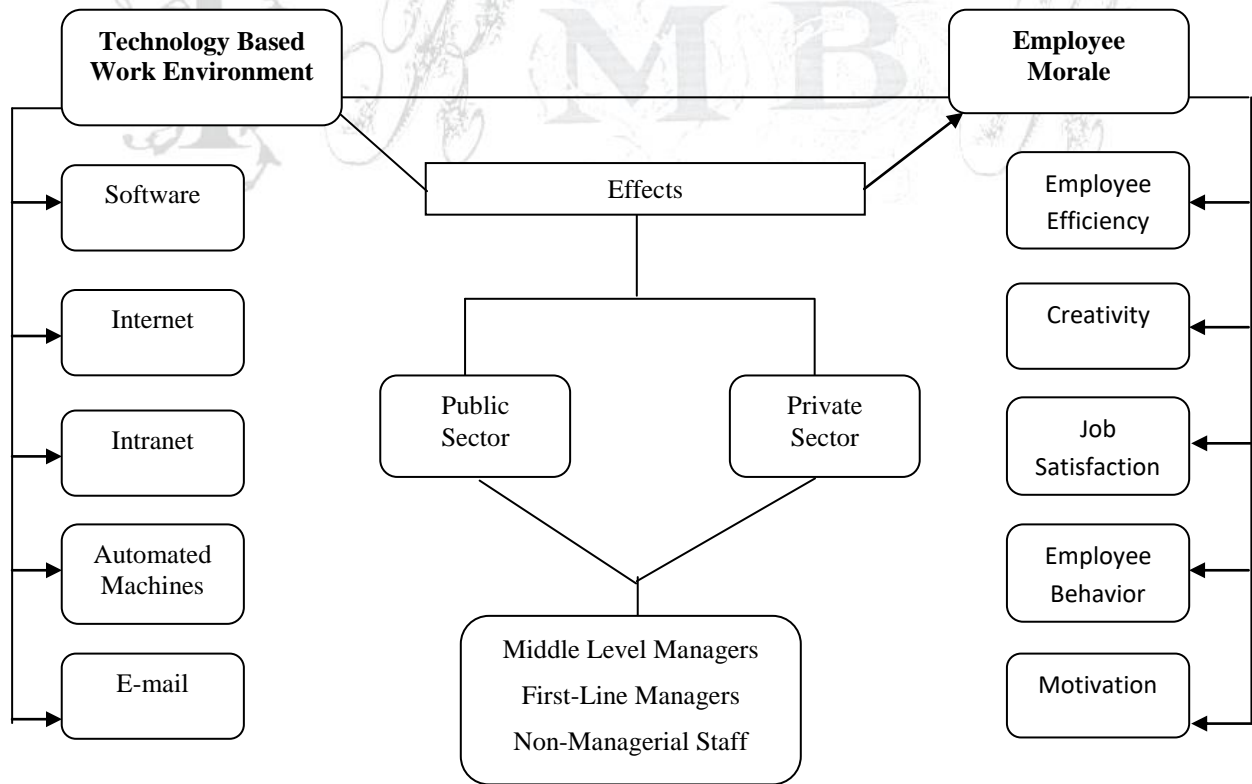 Technology Based
Work Environment
Employee
Morale
Effects
Software
Internet
Intranet
Automated
Machines
E-mail
Public
Sector
Private
Sector
Middle Level Managers
First-Line Managers
Non-Managerial Staff
Employee
Efficiency
Creativity
Job
Satisfaction
Employee
Behavior
Motivation